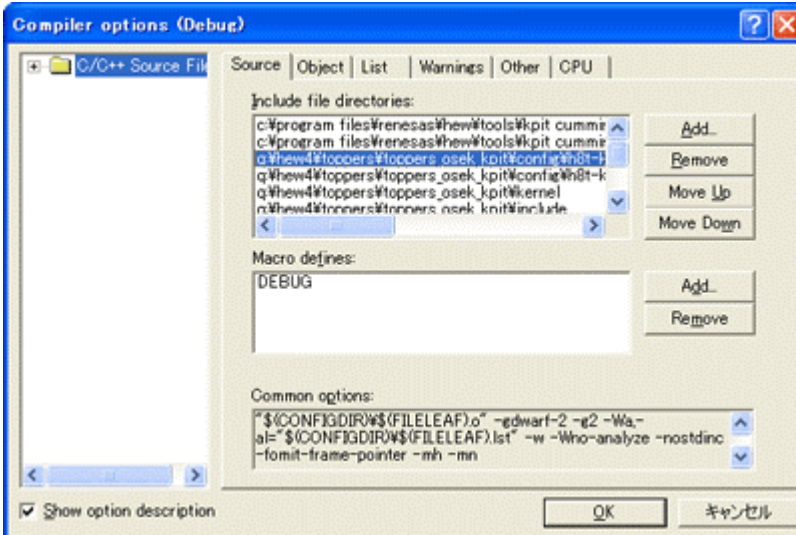 Compiler options (Debug)
C/C++ Source File
Source Object List Warnings Other CPU
Include file directories:
c:¥program files¥renesas¥hew¥tools¥kpit cummir
c:¥program files¥renesas¥hew¥tools¥kpit cummir
q¥hew4¥toppers¥toppers_osek_kpit¥config¥h8t-k
q¥hew4¥toppers¥toppers_osek_kpit¥config¥h8t-k
q¥hew4¥toppers¥toppers_osek_kpit¥kernel
q¥hew4¥toppers¥toppers_osek_kpit¥include
Add...
Remove
Move Up
Move Down
Macro defines:
DEBUG
Add...
Remove
Common options:
"$(CONFIGDIR)¥$(FILELEAF).o" -gdwarf-2 -g2 -Wa,-
al="$(CONFIGDIR)¥$(FILELEAF).lst" -w -Wno-analyze -nostdinc
-fomit-frame-pointer -mh -mn
Show option description
OK
キャンセル